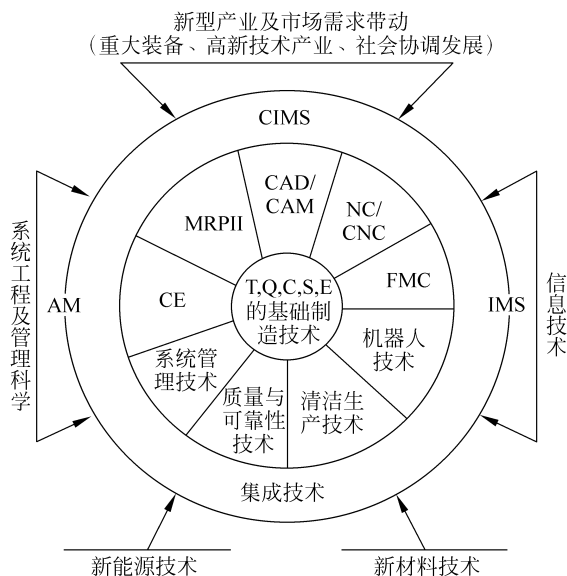 新型产业及市场需求带动
(重大装备、高新技术产业、社会协调发展)
CIMS
CAD/
CAM
NC/
CNC
MRPII
FMC
CE
T,Q,C,S,E
的基础制
造技术
AM
IMS
系统工程及管理科学
信息技术
机器人
技术
系统管
理技术
质量与
可靠性
技术
清洁生
产技术
集成技术
新能源技术
新材料技术